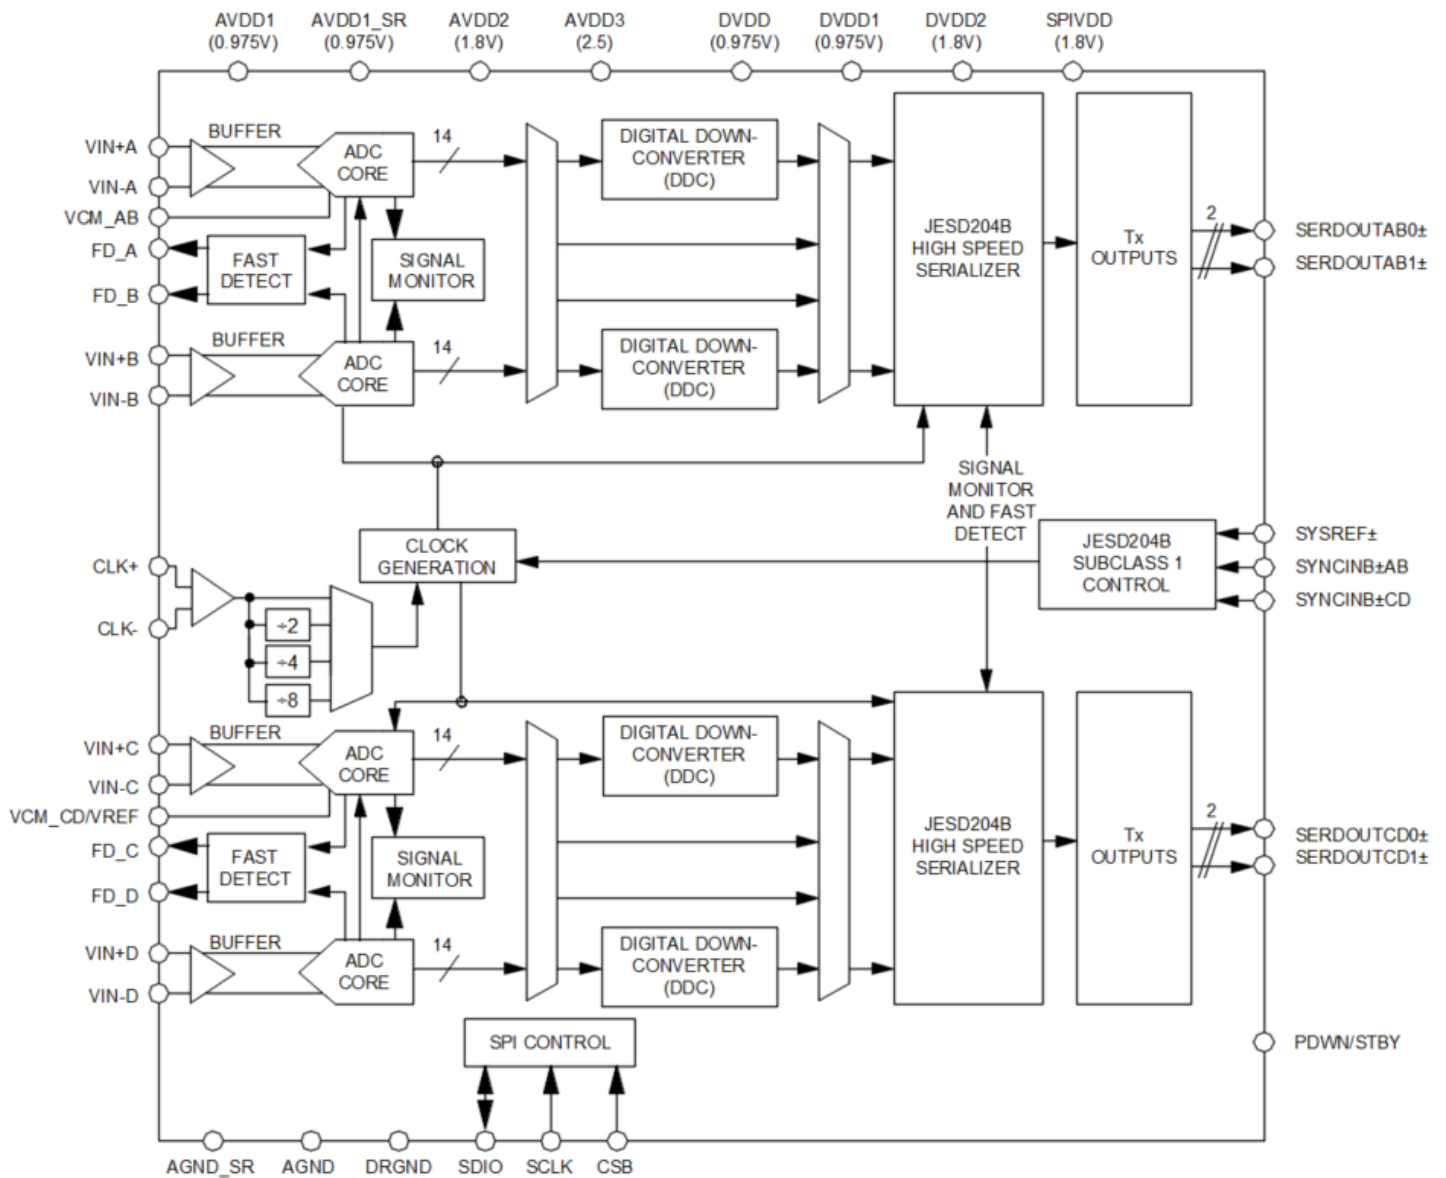 AVDD1
(0.975V)
AVDD1_SR
(0.975V)
AVDD2
(1.8V)
AVDD3
(2.5)
DVDD
(0.975V)
DVDD1
(0.975V)
DVDD2
(1.8V)
SPIVDD
(1.8V)
VIN+A
VIN-A
VCM_AB
FD_A
FD_B
VIN+B
VIN-B
BUFFER
ADC
CORE
14
FAST
DETECT
SIGNAL
MONITOR
BUFFER
ADC
CORE
14
DIGITAL DOWN-
CONVERTER
(DDC)
DIGITAL DOWN-
CONVERTER
(DDC)
JESD204B
HIGH SPEED
SERIALIZER
Tx
OUTPUTS
2
SERDOUTAB0±
SERDOUTAB1±
SIGNAL
MONITOR
AND FAST
DETECT
CLK+
CLK-
÷2
÷4
÷8
CLOCK
GENERATION
JESD204B
SUBCLASS 1
CONTROL
SYSREF±
SYNCINB±AB
SYNCINB±CD
VIN+C
VIN-C
VCM_CD/VREF
FD_C
FD_D
VIN+D
VIN-D
BUFFER
ADC
CORE
14
FAST
DETECT
SIGNAL
MONITOR
BUFFER
ADC
CORE
14
DIGITAL DOWN-
CONVERTER
(DDC)
DIGITAL DOWN-
CONVERTER
(DDC)
JESD204B
HIGH SPEED
SERIALIZER
Tx
OUTPUTS
2
SERDOUTCD0±
SERDOUTCD1±
SPI CONTROL
PDWN/STBY
AGND_SR
AGND
DRGND
SDIO
SCLK
CSB